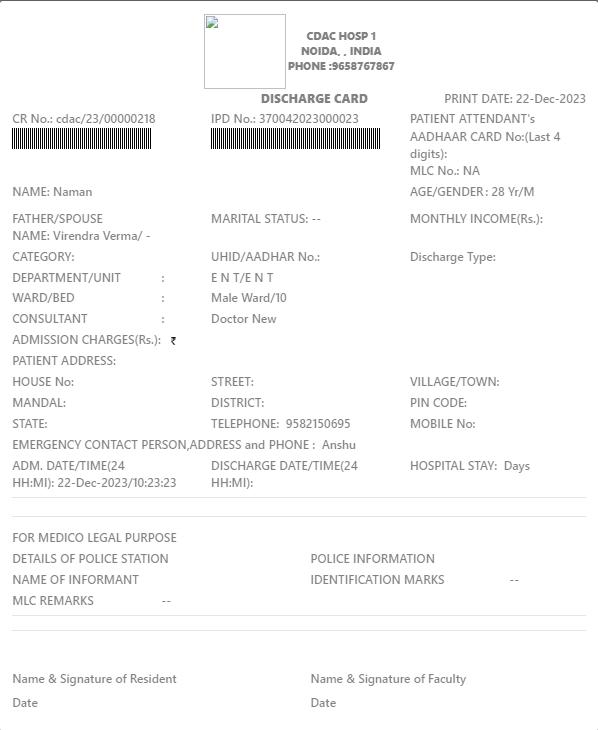 CDAC HOSP 1
NOIDA, , INDIA
PHONE :9658767867
DISCHARGE CARD PRINT DATE: 22-Dec-2023
CR No.: cdac/23/00000218 IPD No.: 370042023000023 PATIENT ATTENDANT's
AADHAAR CARD No:(Last 4
digits):
MLC No.: NA
NAME: Naman AGE/GENDER: 28 Yr/M
FATHER/SPOUSE MARITAL STATUS: -- MONTHLY INCOME(Rs.):
NAME: Virendra Verma/ -
CATEGORY: UHID/AADHAR No.: Discharge Type:
DEPARTMENT/UNIT : E N T/E N T
WARD/BED : Male Ward/10
CONSULTANT : Doctor New
ADMISSION CHARGES(Rs.): ₹
PATIENT ADDRESS:
HOUSE No: STREET: VILLAGE/TOWN:
MANDAL: DISTRICT: PIN CODE:
STATE: TELEPHONE: 9582150695 MOBILE No:
EMERGENCY CONTACT PERSON,ADDRESS and PHONE : Anshu
ADM. DATE/TIME(24 DISCHARGE DATE/TIME(24 HOSPITAL STAY: Days
HH:MI): 22-Dec-2023/10:23:23 HH:MI):
FOR MEDICO LEGAL PURPOSE
DETAILS OF POLICE STATION POLICE INFORMATION
NAME OF INFORMANT IDENTIFICATION MARKS --
MLC REMARKS --
Name & Signature of Resident Name & Signature of Faculty
Date Date